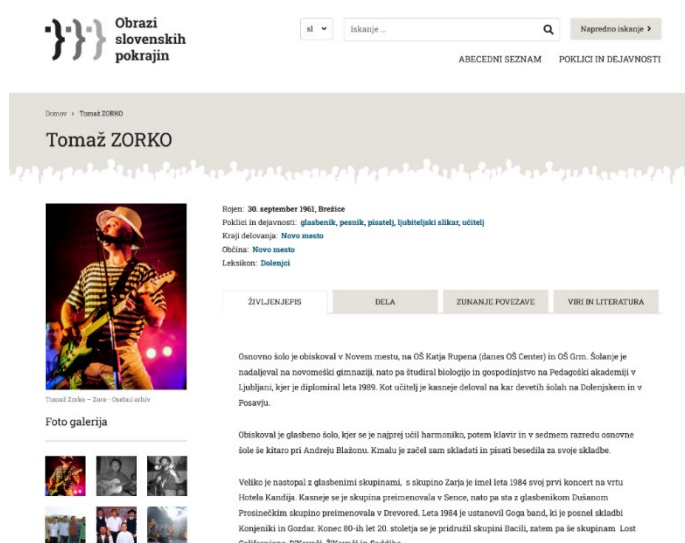 Obrazi
slovenskih
pokrajin
sl
Iskanje ...
Napredno iskanje
ABECEDNI SEZNAM POKLICI IN DEJAVNOSTI
Domov › Tomaž ZORKO
Tomaž ZORKO
Rojen: 30. september 1961, Brežice
Poklici in dejavnosti: glasbenik, pesnik, pisatelj, ljubiteljski slikar, učitelj
Kraji delovanja: Novo mesto
Občina: Novo mesto
Leksikon: Dolenjci
ŽIVLJENJEPIS DELA ZUNANJE POVEZAVE VIRI IN LITERATURA
Osnovno šolo je obiskoval v Novem mestu, na OŠ Katja Rupena (danes OŠ Center) in OŠ Grm. Šolanje je
nadaljeval na novomeški gimnaziji, nato pa študiral biologijo in gospodinjstvo na Pedagoški akademiji v
Ljubljani, kjer je diplomiral leta 1989. Kot učitelj je kasneje deloval na kar devetih šolah na Dolenjskem in v
Posavju.
Tomaž Zorko – Zore - Osebni arhiv
Foto galerija
Obiskoval je glasbeno šolo, kjer se je najprej učil harmoniko, potem klavir in v sedmem razredu osnovne
šole še kitaro pri Andreju Blažonu. Kmalu je začel sam skladati in pisati besedila za svoje skladbe.
Veliko je nastopal z glasbenimi skupinami, s skupino Zarja je imel leta 1984 svoj prvi koncert na vrtu
Hotela Kandija. Kasneje se je skupina preimenovala v Sence, nato pa sta z glasbenikom Dušanom
Prosinečkim skupino preimenovala v Drevored. Leta 1984 je ustanovil Goga band, ki je posnel skladbi
Konjeniki in Gozdar. Konec 80-ih let 20. stoletja se je pridružil skupini Bacili, zatem pa še skupinam Lost